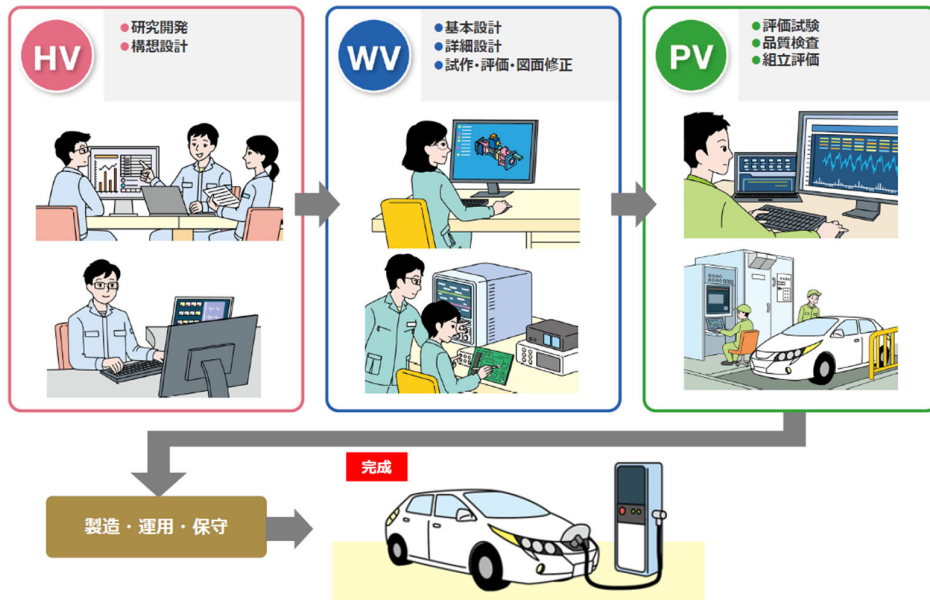 HV
●研究開発
●構想設計
WV
●基本設計
●詳細設計
●試作・評価・図面修正
PV
●評価試験
●品質検査
●組立評価
製造・運用・保守
完成